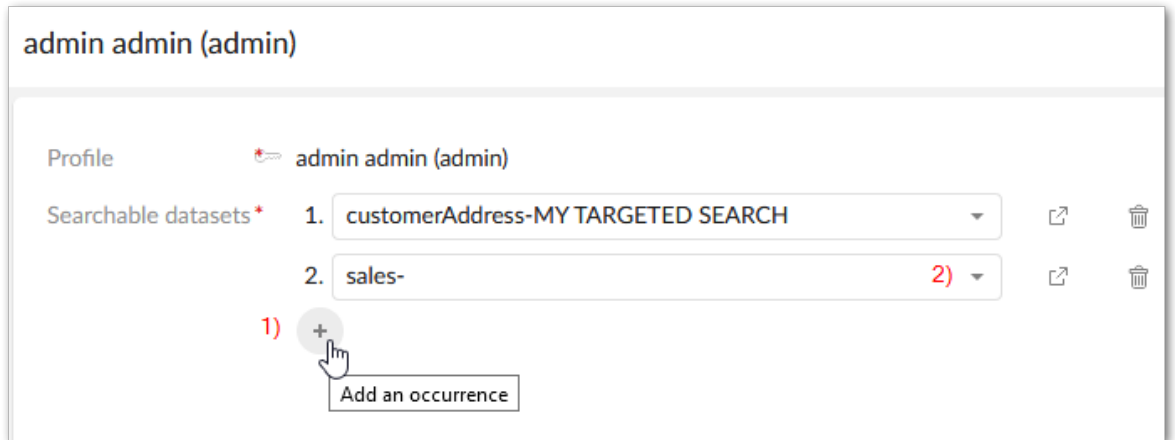 admin admin (admin)
Profile * admin admin (admin)
Searchable datasets* 1. customerAddress-MY TARGETED SEARCH
2. sales- 2)
1) +
Add an occurrence